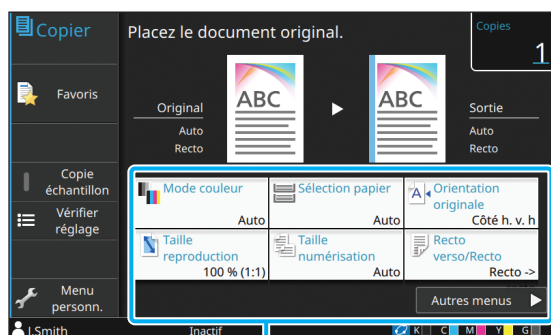 Copier
Placez le document original.
Copies
1
Favoris
Original
Auto
Recto
ABC
ABC
Sortie
Auto
Recto
Copie
échantillon
Vérifier
réglage
Menu
personn.
Mode couleur
Auto
Sélection papier
Auto
Orientation
originale
Côté h. v. h
Taille
reproduction
100 % (1:1)
Taille
numérisation
Auto
Recto
verso/Recto
Recto ->
Autres menus
J.Smith
Inactif
K C M Y G